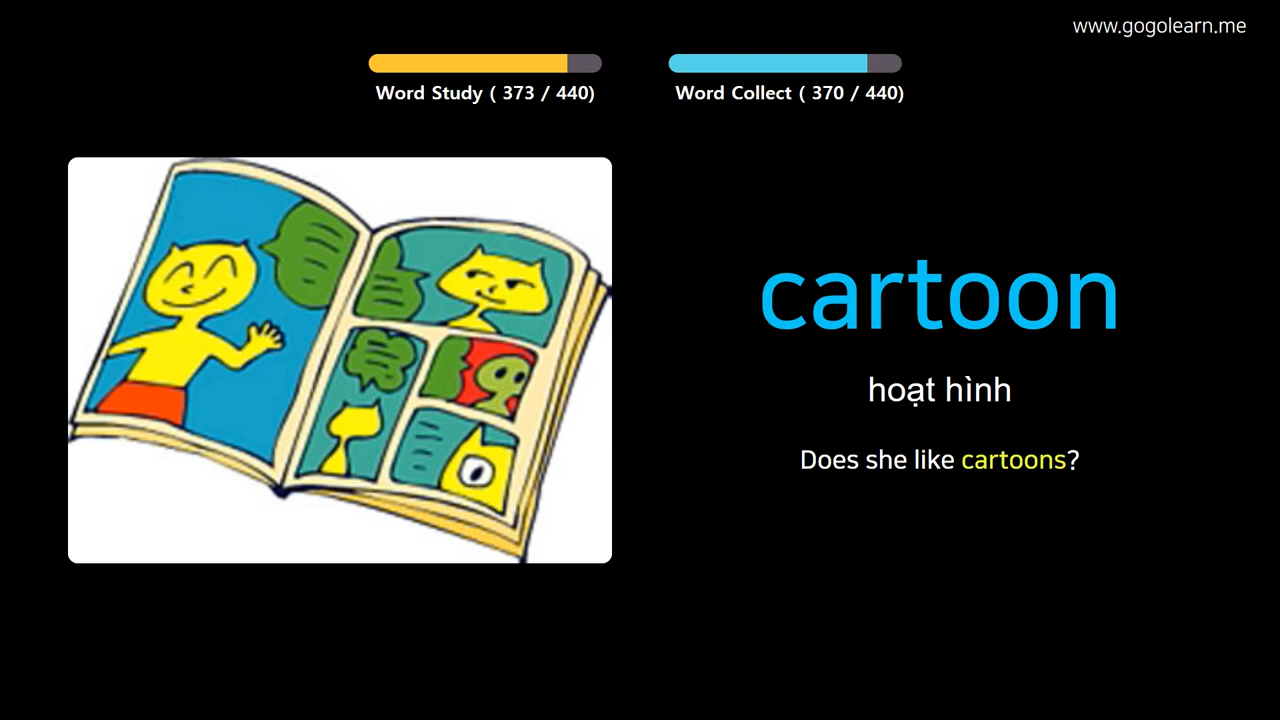 www.gogolearn.me
Word Study ( 373 / 440)
Word Collect ( 370 / 440)
cartoon
hoạt hình
Does she like cartoons?